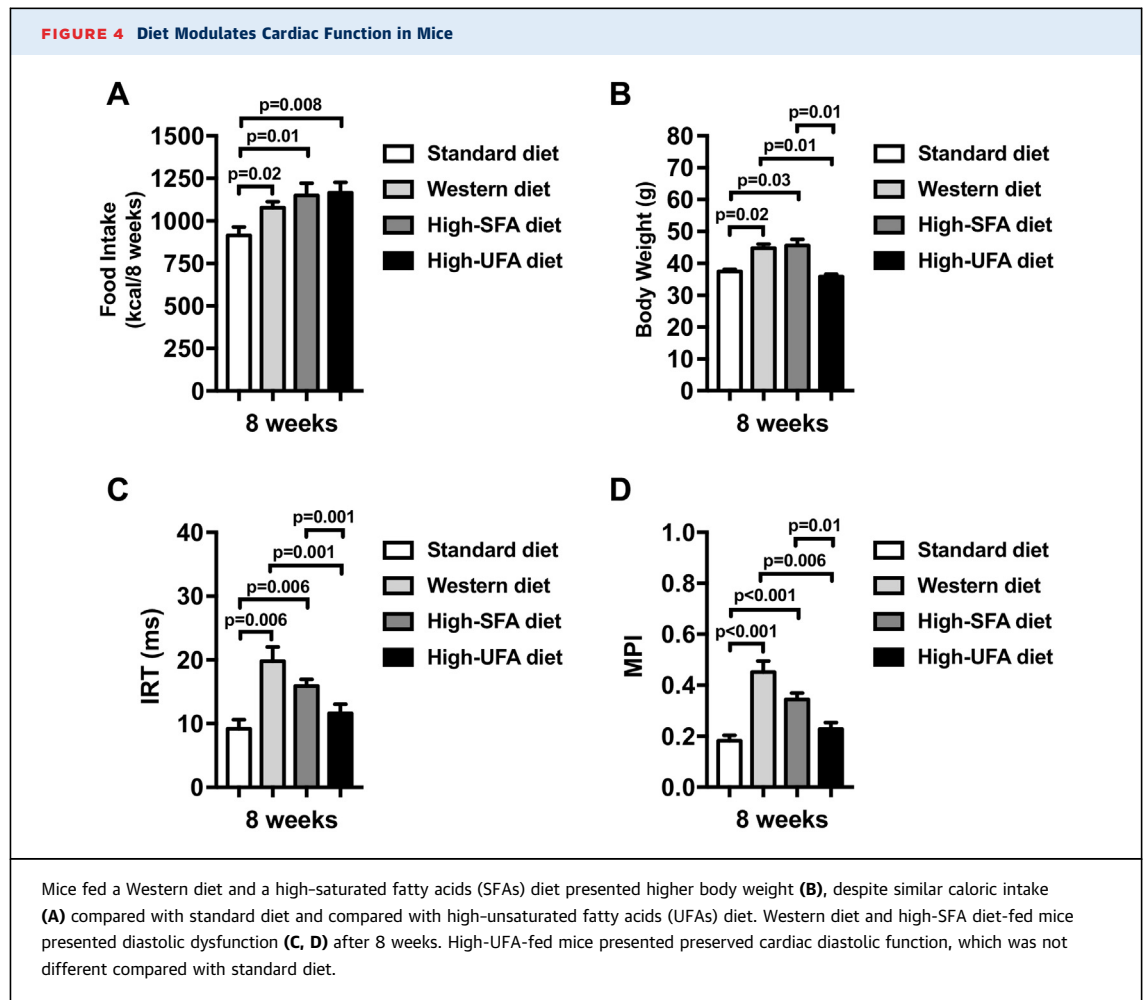 FIGURE 4 Diet Modulates Cardiac Function in Mice
A
p=0.008
p=0.01
p=0.02
1500
1250
1000
750
500
250
0
Food Intake
(kcal/8 weeks)
8 weeks
Standard diet
Western diet
High-SFA diet
High-UFA diet
B
p=0.01
p=0.01
p=0.03
p=0.02
80
70
60
50
40
30
20
10
0
Body Weight (g)
8 weeks
Standard diet
Western diet
High-SFA diet
High-UFA diet
C
p=0.001
p=0.001
p=0.006
p=0.006
40
30
20
10
0
IRT (ms)
8 weeks
Standard diet
Western diet
High-SFA diet
High-UFA diet
D
p=0.01
p=0.006
p<0.001
p<0.001
1.0
0.8
0.6
0.4
0.2
0.0
MPI
8 weeks
Standard diet
Western diet
High-SFA diet
High-UFA diet
Mice fed a Western diet and a high-saturated fatty acids (SFAs) diet presented higher body weight (B), despite similar caloric intake
(A) compared with standard diet and compared with high-unsaturated fatty acids (UFAs) diet. Western diet and high-SFA diet-fed mice
presented diastolic dysfunction (C, D) after 8 weeks. High-UFA-fed mice presented preserved cardiac diastolic function, which was not
different compared with standard diet.